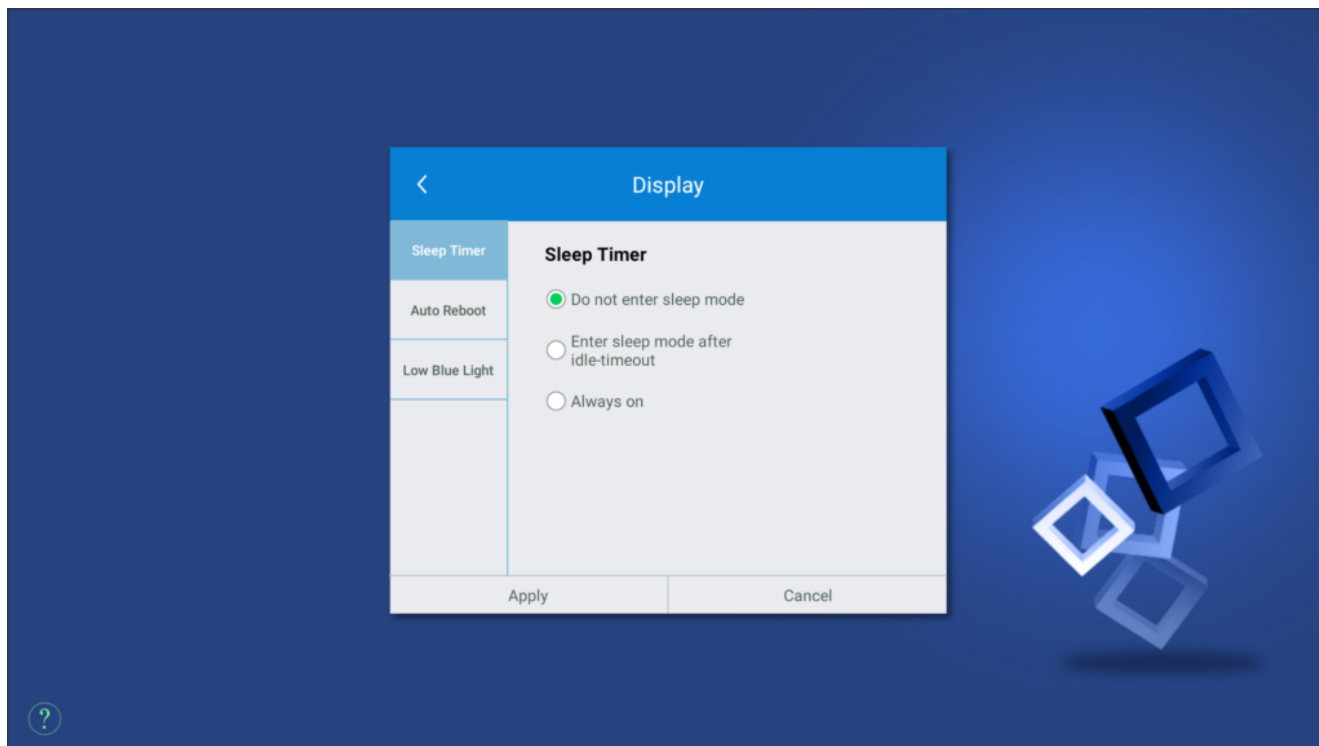 Display
Sleep Timer
Auto Reboot
Low Blue Light
Sleep Timer
Do not enter sleep mode
Enter sleep mode after
idle-timeout
Always on
Apply
Cancel
?